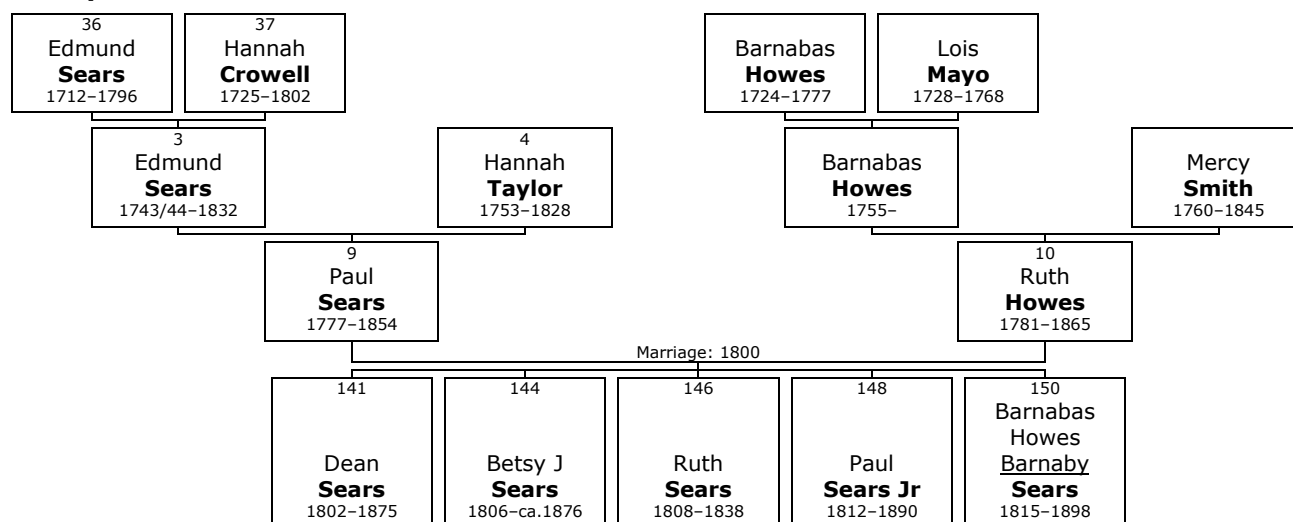 36
Edmund
Sears
1712–1796
37
Hannah
Crowell
1725–1802
Barnabas
Howes
1724–1777
Lois
Mayo
1728–1768
3
Edmund
Sears
1743/44–1832
4
Hannah
Taylor
1753–1828
Barnabas
Howes
1755–
Mercy
Smith
1760–1845
9
Paul
Sears
1777–1854
10
Ruth
Howes
1781–1865
Marriage: 1800
141
Dean
Sears
1802–1875
144
Betsy J
Sears
1806–ca.1876
146
Ruth
Sears
1808–1838
148
Paul
Sears Jr
1812–1890
150
Barnabas
Howes
Barnaby
Sears
1815–1898